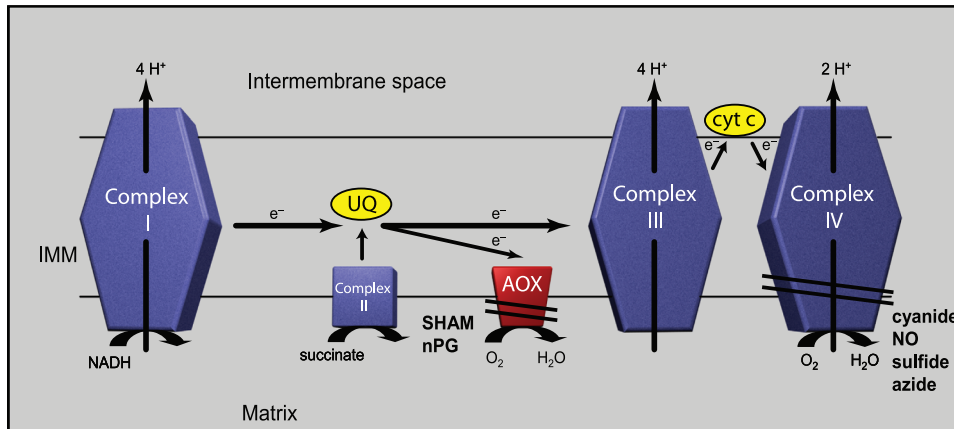 4 H⁺
4 H⁺
2 H⁺
Intermembrane space
cyt c
e⁻
e⁻
Complex
I
Complex
III
Complex
IV
UQ
e⁻
e⁻
e⁻
IMM
Complex
II
AOX
SHAM
nPG
cyanide
NO
sulfide
azide
NADH
succinate
O₂
H₂O
O₂
H₂O
Matrix